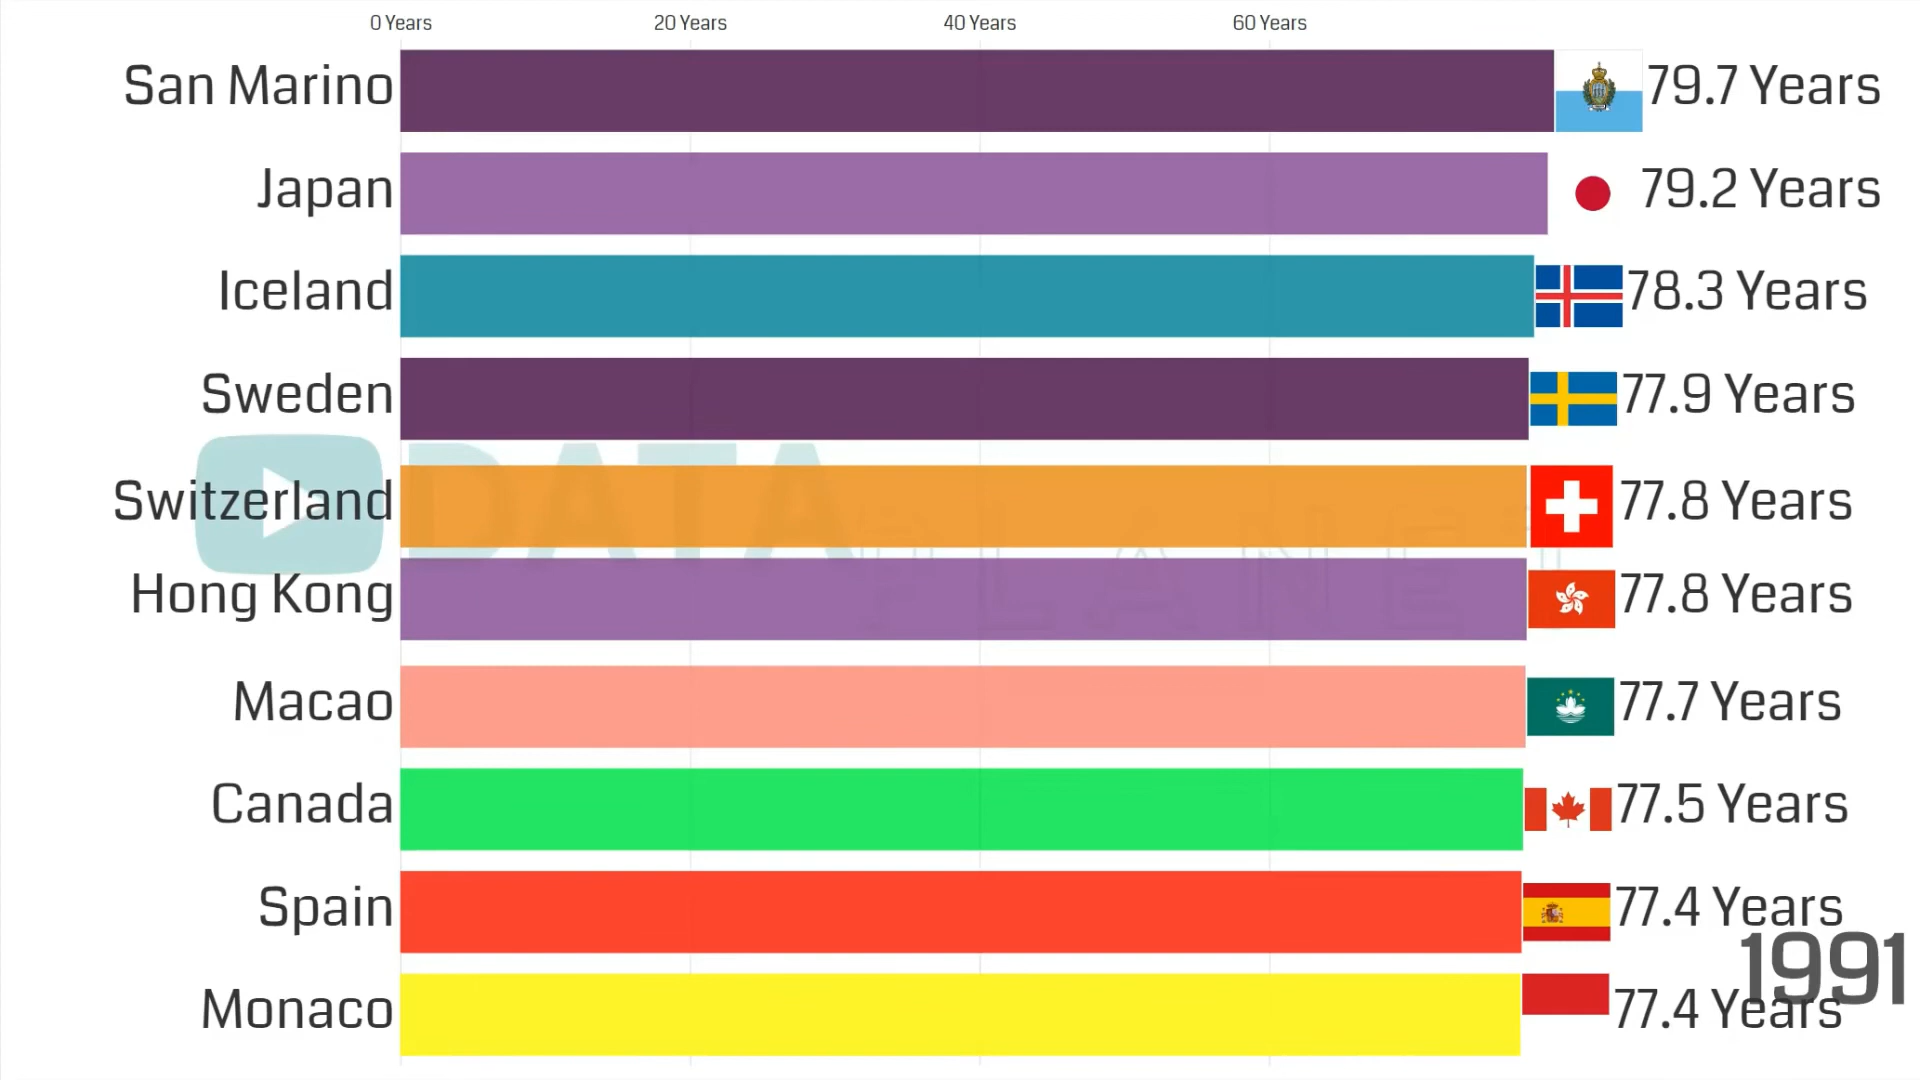 0 Years 20 Years 40 Years 60 Years
San Marino 79.7 Years
Japan 79.2 Years
Iceland 78.3 Years
Sweden 77.9 Years
DATA
Switzerland 77.8 Years
PLANET
Hong Kong 77.8 Years
Macao 77.7 Years
Canada 77.5 Years
Spain 77.4 Years
1991
Monaco 77.4 Years